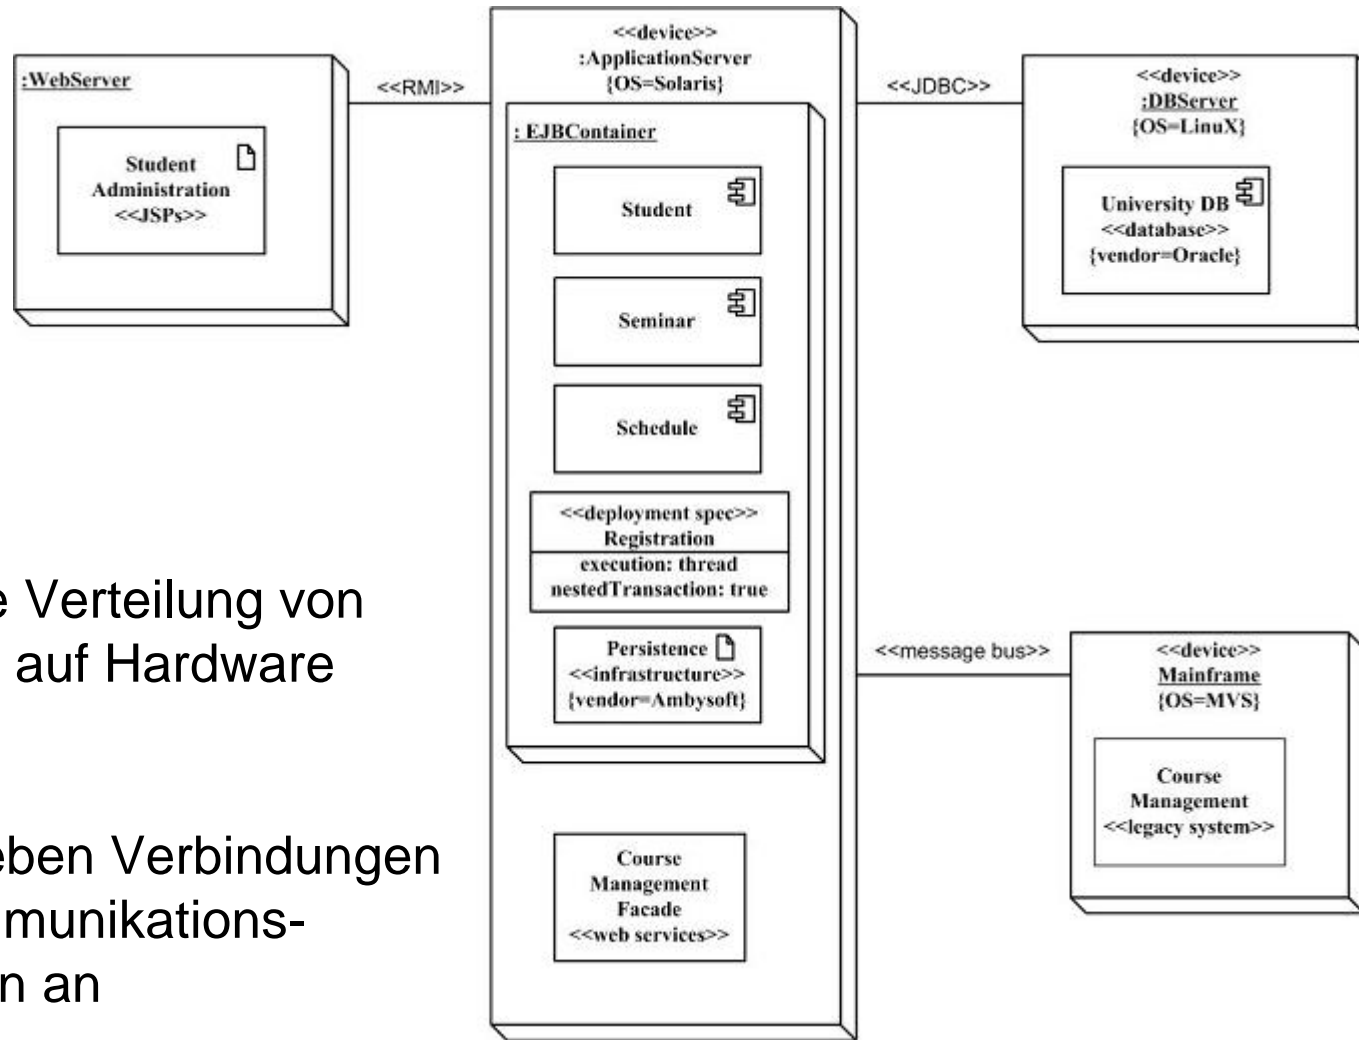 :WebServer
Student
Administration
<<JSPs>>
<<RMI>>
<<device>>
:ApplicationServer
{OS=Solaris}
: EJBContainer
Student
Seminar
Schedule
<<deployment spec>>
Registration
execution: thread
nestedTransaction: true
Persistence
<<infrastructure>>
{vendor=Ambysoft}
Course
Management
Facade
<<web services>>
<<JDBC>>
<<device>>
:DBServer
{OS=LinuX}
University DB
<<database>>
{vendor=Oracle}
<<message bus>>
<<device>>
Mainframe
{OS=MVS}
Course
Management
<<legacy system>>
e Verteilung von
auf Hardware
eben Verbindungen
munikations-
n an